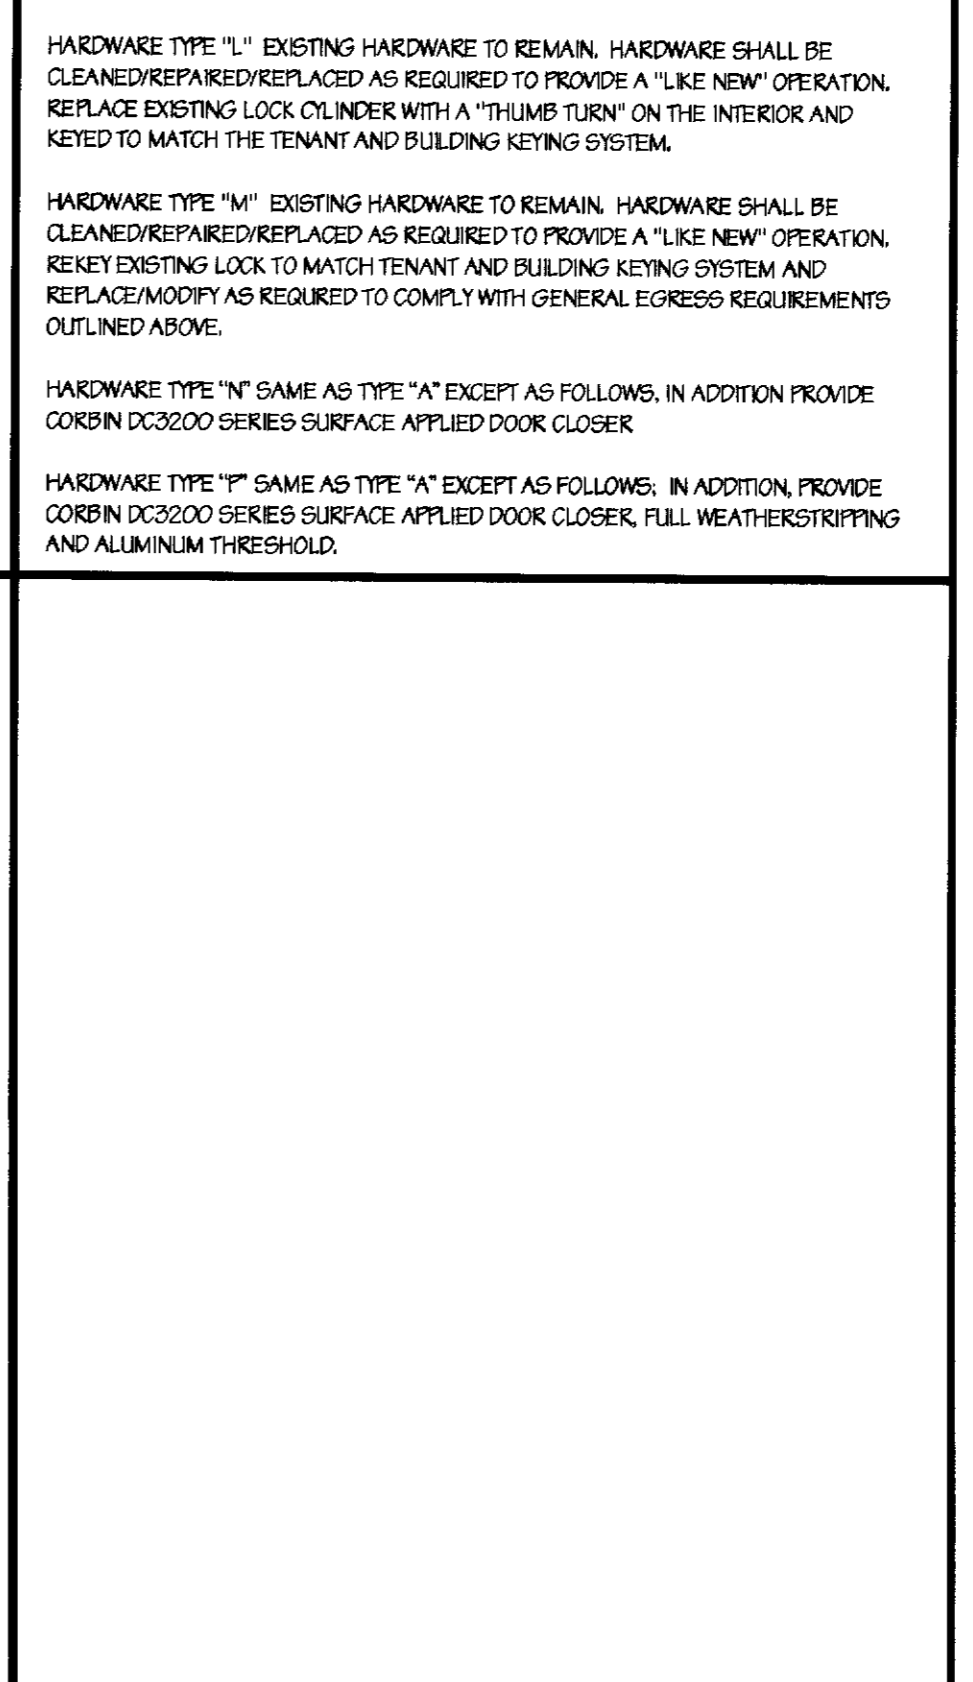 HARDWARE TYPE "L" EXISTING HARDWARE TO REMAIN. HARDWARE SHALL BE
CLEANED/REPAIRED/REPLACED AS REQUIRED TO PROVIDE A "LIKE NEW" OPERATION.
REPLACE EXISTING LOCK CYLINDER WITH A "THUMB TURN" ON THE INTERIOR AND
KEYED TO MATCH THE TENANT AND BUILDING KEYING SYSTEM.
HARDWARE TYPE "M" EXISTING HARDWARE TO REMAIN. HARDWARE SHALL BE
CLEANED/REPAIRED/REPLACED AS REQUIRED TO PROVIDE A "LIKE NEW" OPERATION.
REKEY EXISTING LOCK TO MATCH TENANT AND BUILDING KEYING SYSTEM AND
REPLACE/MODIFY AS REQURED TO COMPLY WITH GENERAL EGRESS REQUIREMENTS
OUTLINED ABOVE.
HARDWARE TYPE “N” SAME AS TYPE “A” EXCEPT AS FOLLOWS, IN ADDITION PROVIDE
CORBIN DC3200 SERIES SURFACE APPLIED DOOR CLOSER
HARDWARE TYPE “P” SAME AS TYPE “A” EXCEPT AS FOLLOWS; IN ADDITION, PROVIDE
CORBIN DC3200 SERIES SURFACE APPLIED DOOR CLOSER, FULL WEATHERSTRIPPING
AND ALUMINUM THRESHOLD.